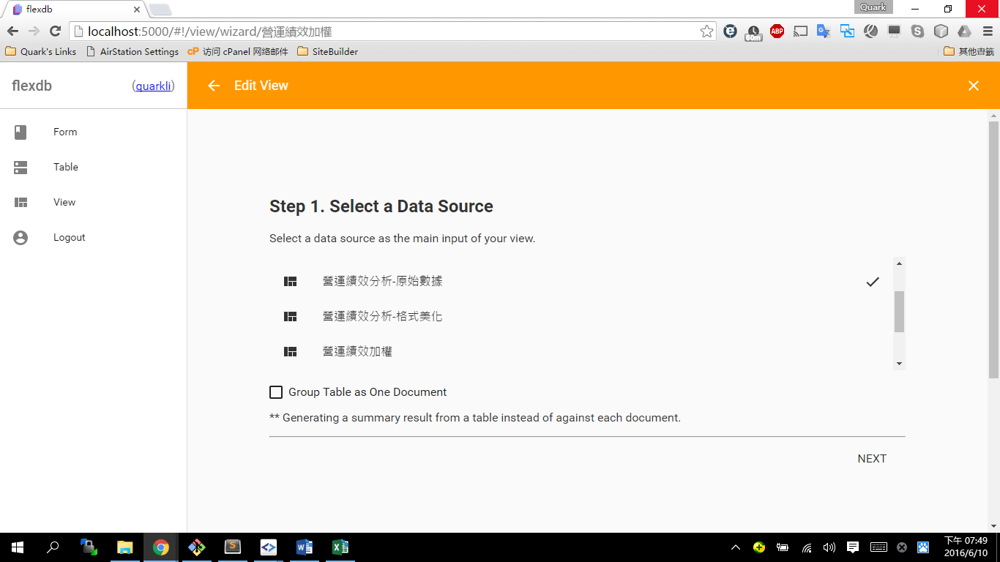 flexdb
Quark
localhost:5000/#!/view/wizard/營運績效加權
60m
ABP
Quark's Links
AirStation Settings
cP 访问 cPanel 网络邮件
SiteBuilder
其他書籤
flexdb
(quarkli)
Edit View
Form
Table
View
Logout
Step 1. Select a Data Source
Select a data source as the main input of your view.
營運績效分析-原始數據
營運績效分析-格式美化
營運績效加權
Group Table as One Document
** Generating a summary result from a table instead of against each document.
NEXT
下午 07:49
2016/6/10